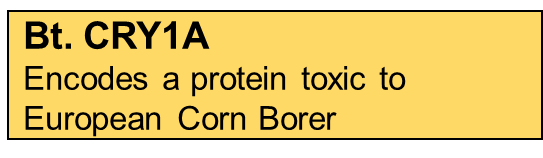 Bt. CRY1A
Encodes a protein toxic to
European Corn Borer